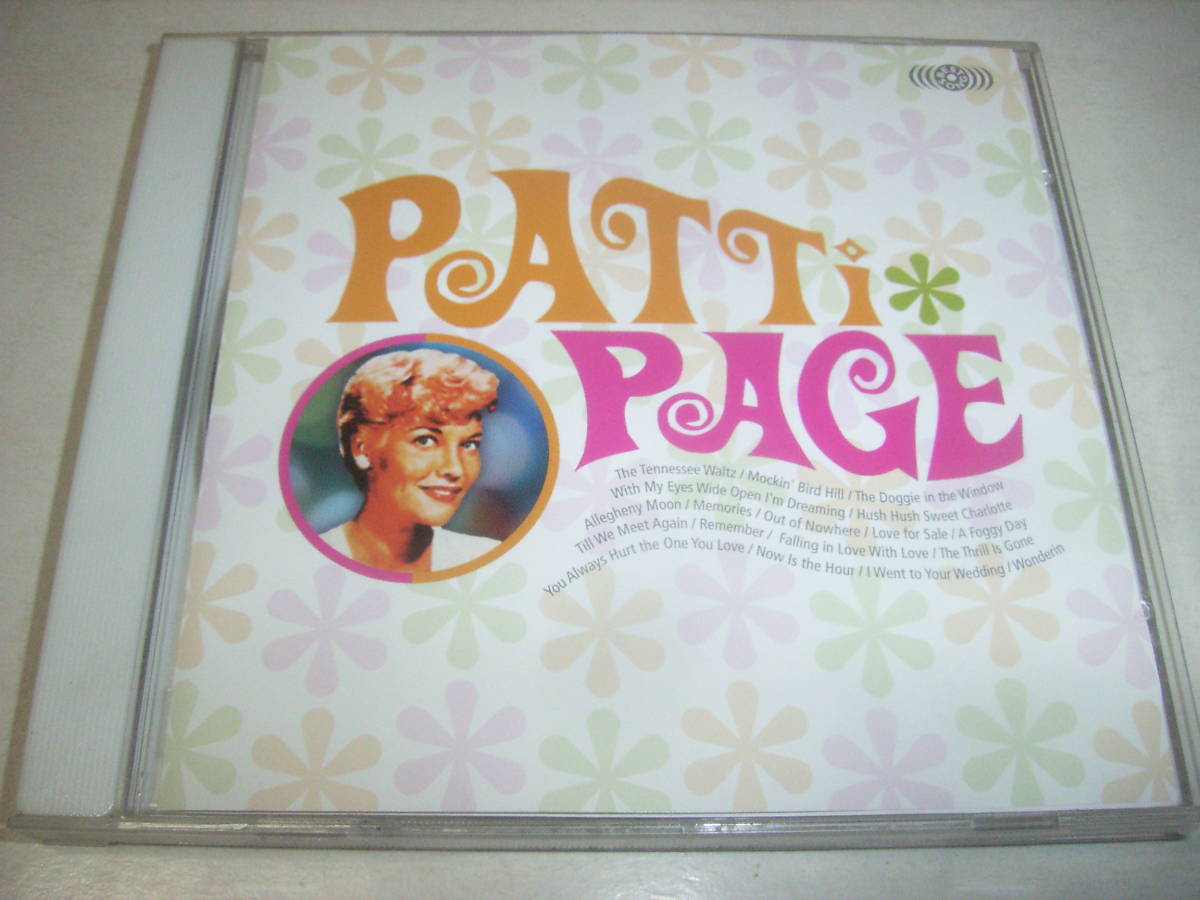 PATTi
PAGE
The Tennessee Waltz / Mockin' Bird Hill / The Doggie in the Window
With My Eyes Wide Open I'm Dreaming / Hush Hush Sweet Charlotte
Allegheny Moon / Memories / Out of Nowhere / Love for Sale / A Foggy Day
Till We Meet Again / Remember / Falling in Love With Love / The Thrill Is Gone
You Always Hurt the One You Love / Now Is the Hour / I Went to Your Wedding / Wonderin